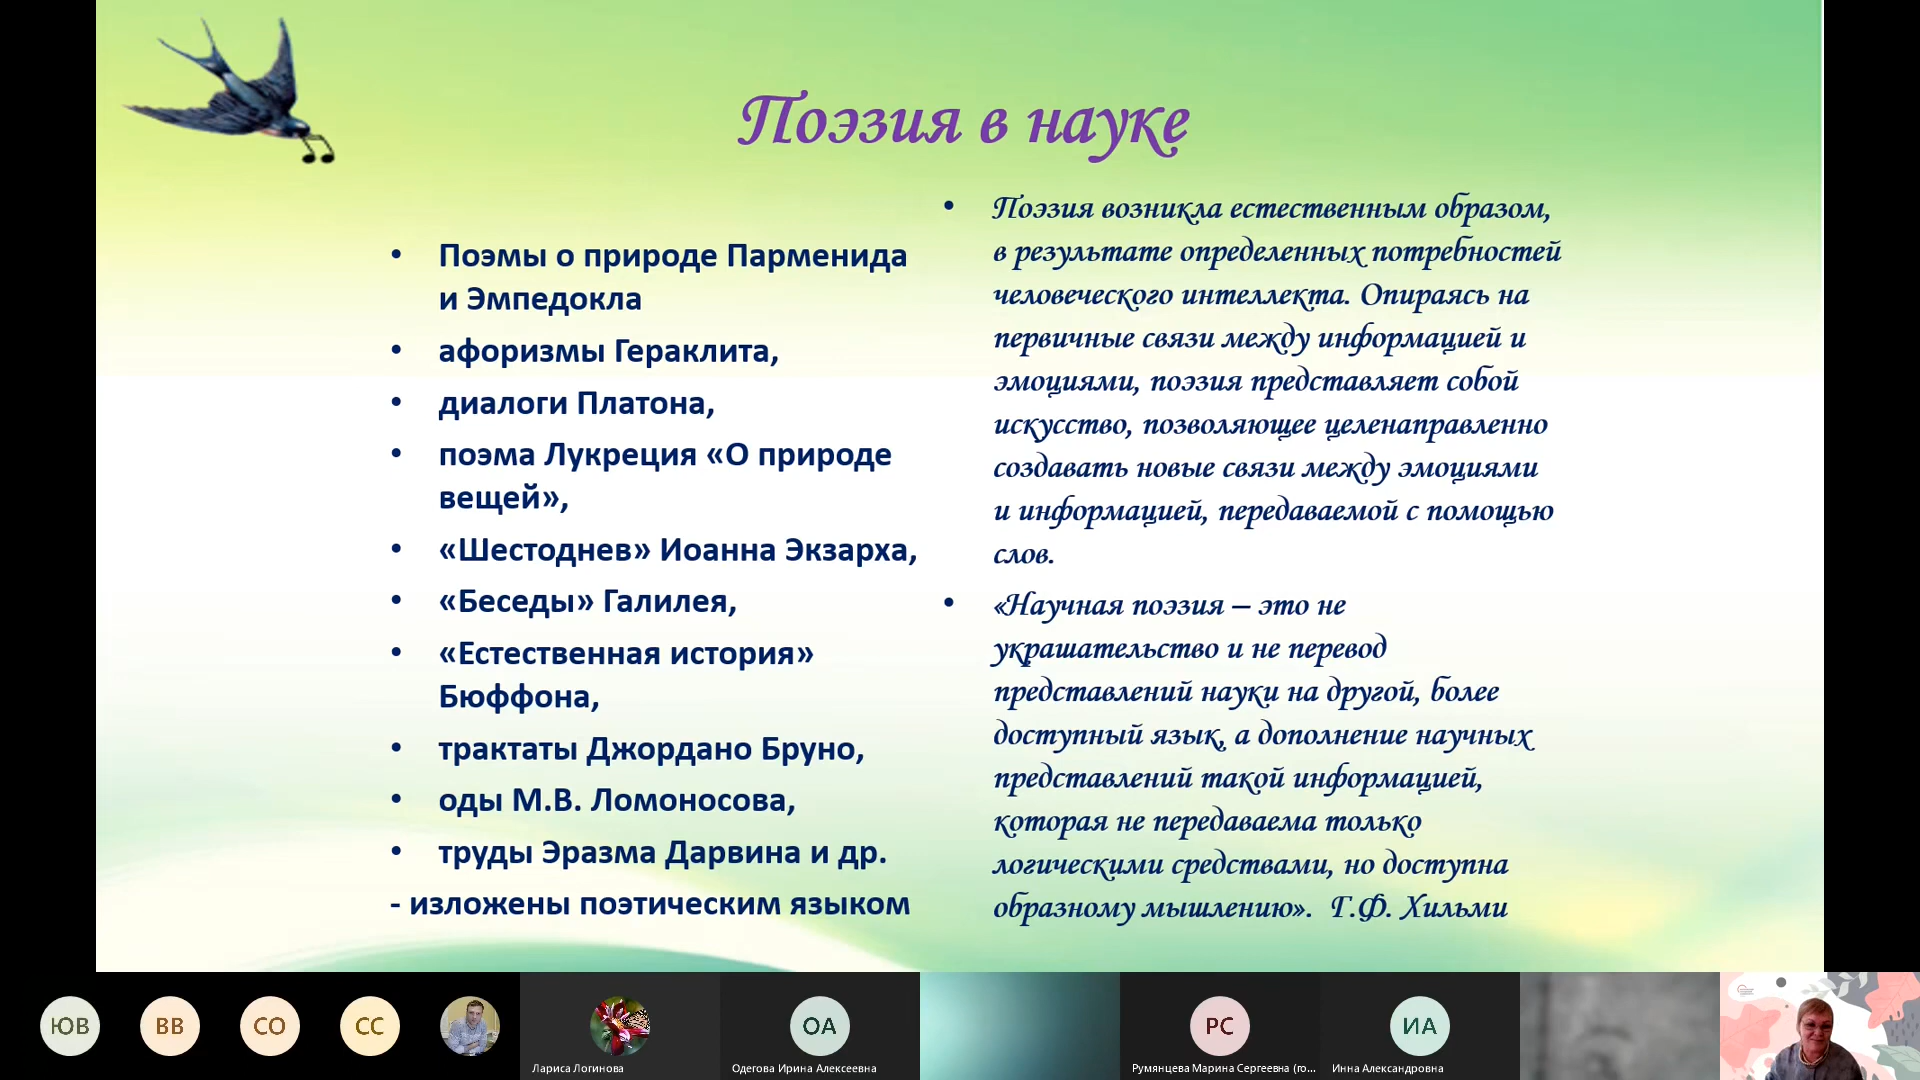 Поэзия в науке
• Поэмы о природе Парменида
и Эмпедокла
• афоризмы Гераклита,
• диалоги Платона,
• поэма Лукреция «О природе
вещей»,
• «Шестоднев» Иоанна Экзарха,
• «Беседы» Галилея,
• «Естественная история»
Бюффона,
• трактаты Джордано Бруно,
• оды М.В. Ломоносова,
• труды Эразма Дарвина и др.
- изложены поэтическим языком
• Поэзия возникла естественным образом,
в результате определенных потребностей
человеческого интеллекта. Опираясь на
первичные связи между информацией и
эмоциями, поэзия представляет собой
искусство, позволяющее целенаправленно
создавать новые связи между эмоциями
и информацией, передаваемой с помощью
слов.
• «Научная поэзия – это не
украшательство и не перевод
представлений науки на другой, более
доступный язык, а дополнение научных
представлений такой информацией,
которая не передаваема только
логическими средствами, но доступна
образному мышлению». Г.Ф. Хильми
ЮВ
ВВ
СО
СС
Лариса Логинова
ОА
Одегова Ирина Алексеевна
РС
Румянцева Марина Сергеевна (го...
ИА
Инна Александровна